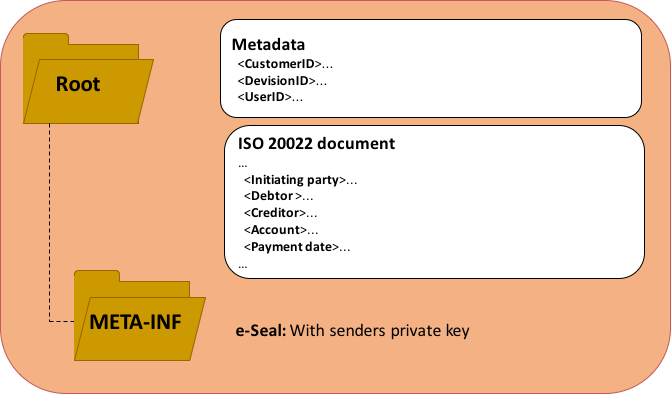 Root
Metadata
<CustomerID>...
<DevisionID>...
<UserID>...
ISO 20022 document
...
<Initiating party>...
<Debtor >...
<Creditor>...
<Account>...
<Payment date>...
...
META-INF
e-Seal: With senders private key